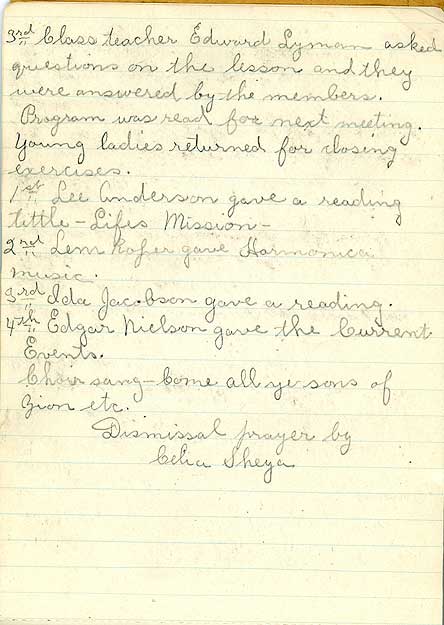 3rd Class teacher Edward Lyman asked
questions on the lesson and they
were answered by the members.
Program was read for next meeting.
Young ladies returned for closing
exercises.
1st Lee Anderson gave a reading
tittle - Lifes Mission -
2nd Lem gave Harmonica
music.
3rd Ida Jacobson gave a reading.
4th Edgar Nielson gave the Current
Events.
Choir sang - Come all ye sons of
Zion etc.
Dismissal prayer by
Celia Sheya